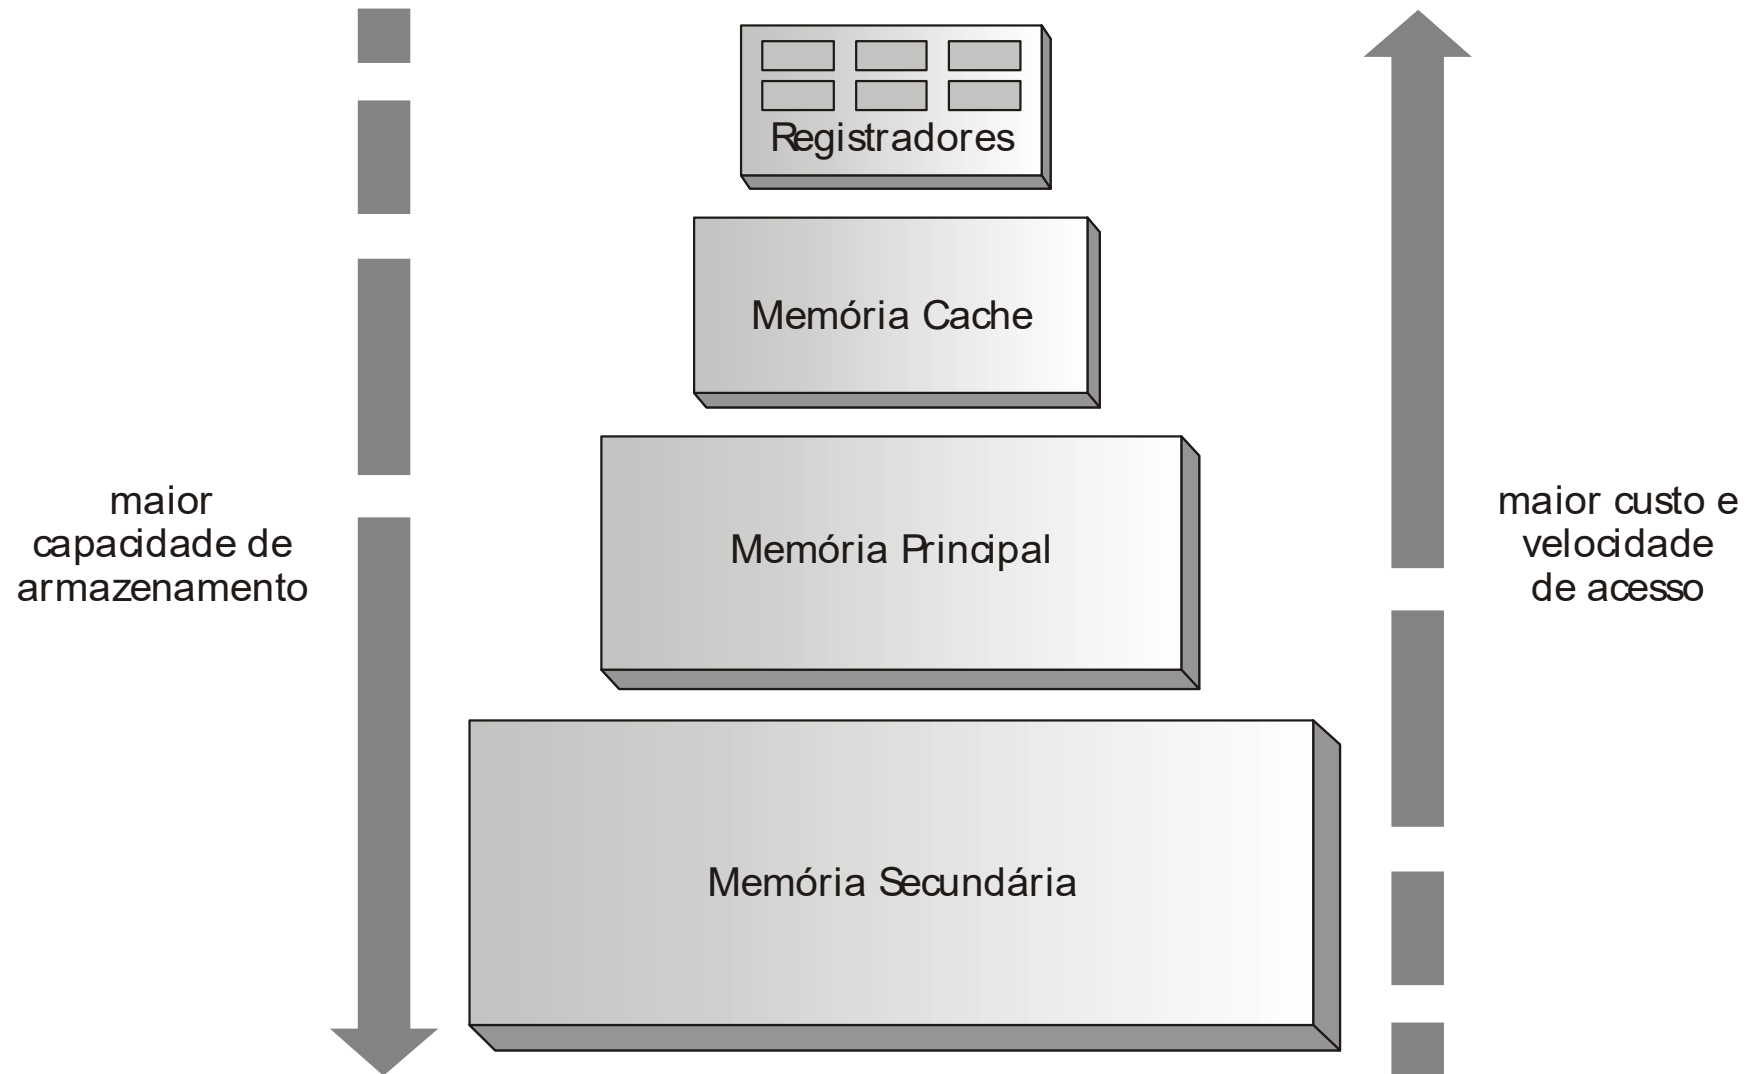 Registradores
Memória Cache
maior
capacidade de
armazenamento
Memória Principal
maior custo e
velocidade
de acesso
Memória Secundária